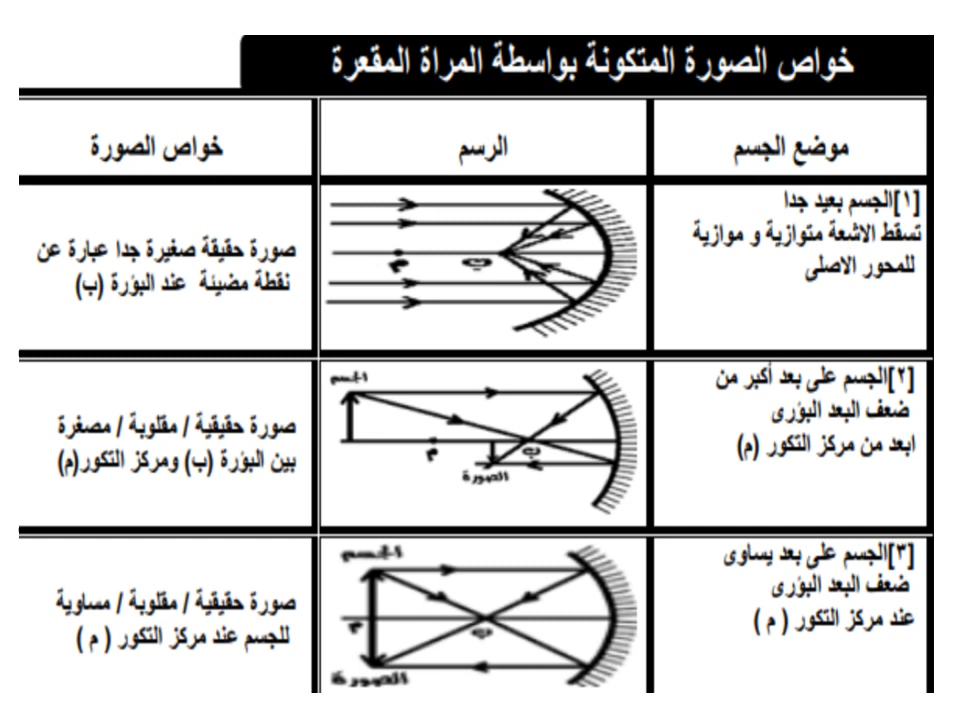 خواص الصورة المتكونة بواسطة المراة المقعرة
موضع الجسم
الرسم
خواص الصورة
[١]الجسم بعيد جدا
تسقط الاشعة متوازية و موازية
للمحور الاصلى
م
ب
صورة حقيقة صغيرة جدا عبارة عن
نقطة مضيئة عند البؤرة (ب)
[٢]الجسم على بعد أكبر من
ضعف البعد البؤرى
ابعد من مركز التكور (م)
الجسم
م
ب
الصورة
صورة حقيقية / مقلوبة / مصغرة
بين البؤرة (ب) ومركز التكور(م)
[٣]الجسم على بعد يساوى
ضعف البعد البؤرى
عند مركز التكور ( م )
الجسم
م
ب
الصورة
صورة حقيقية / مقلوبة / مساوية
للجسم عند مركز التكور ( م )